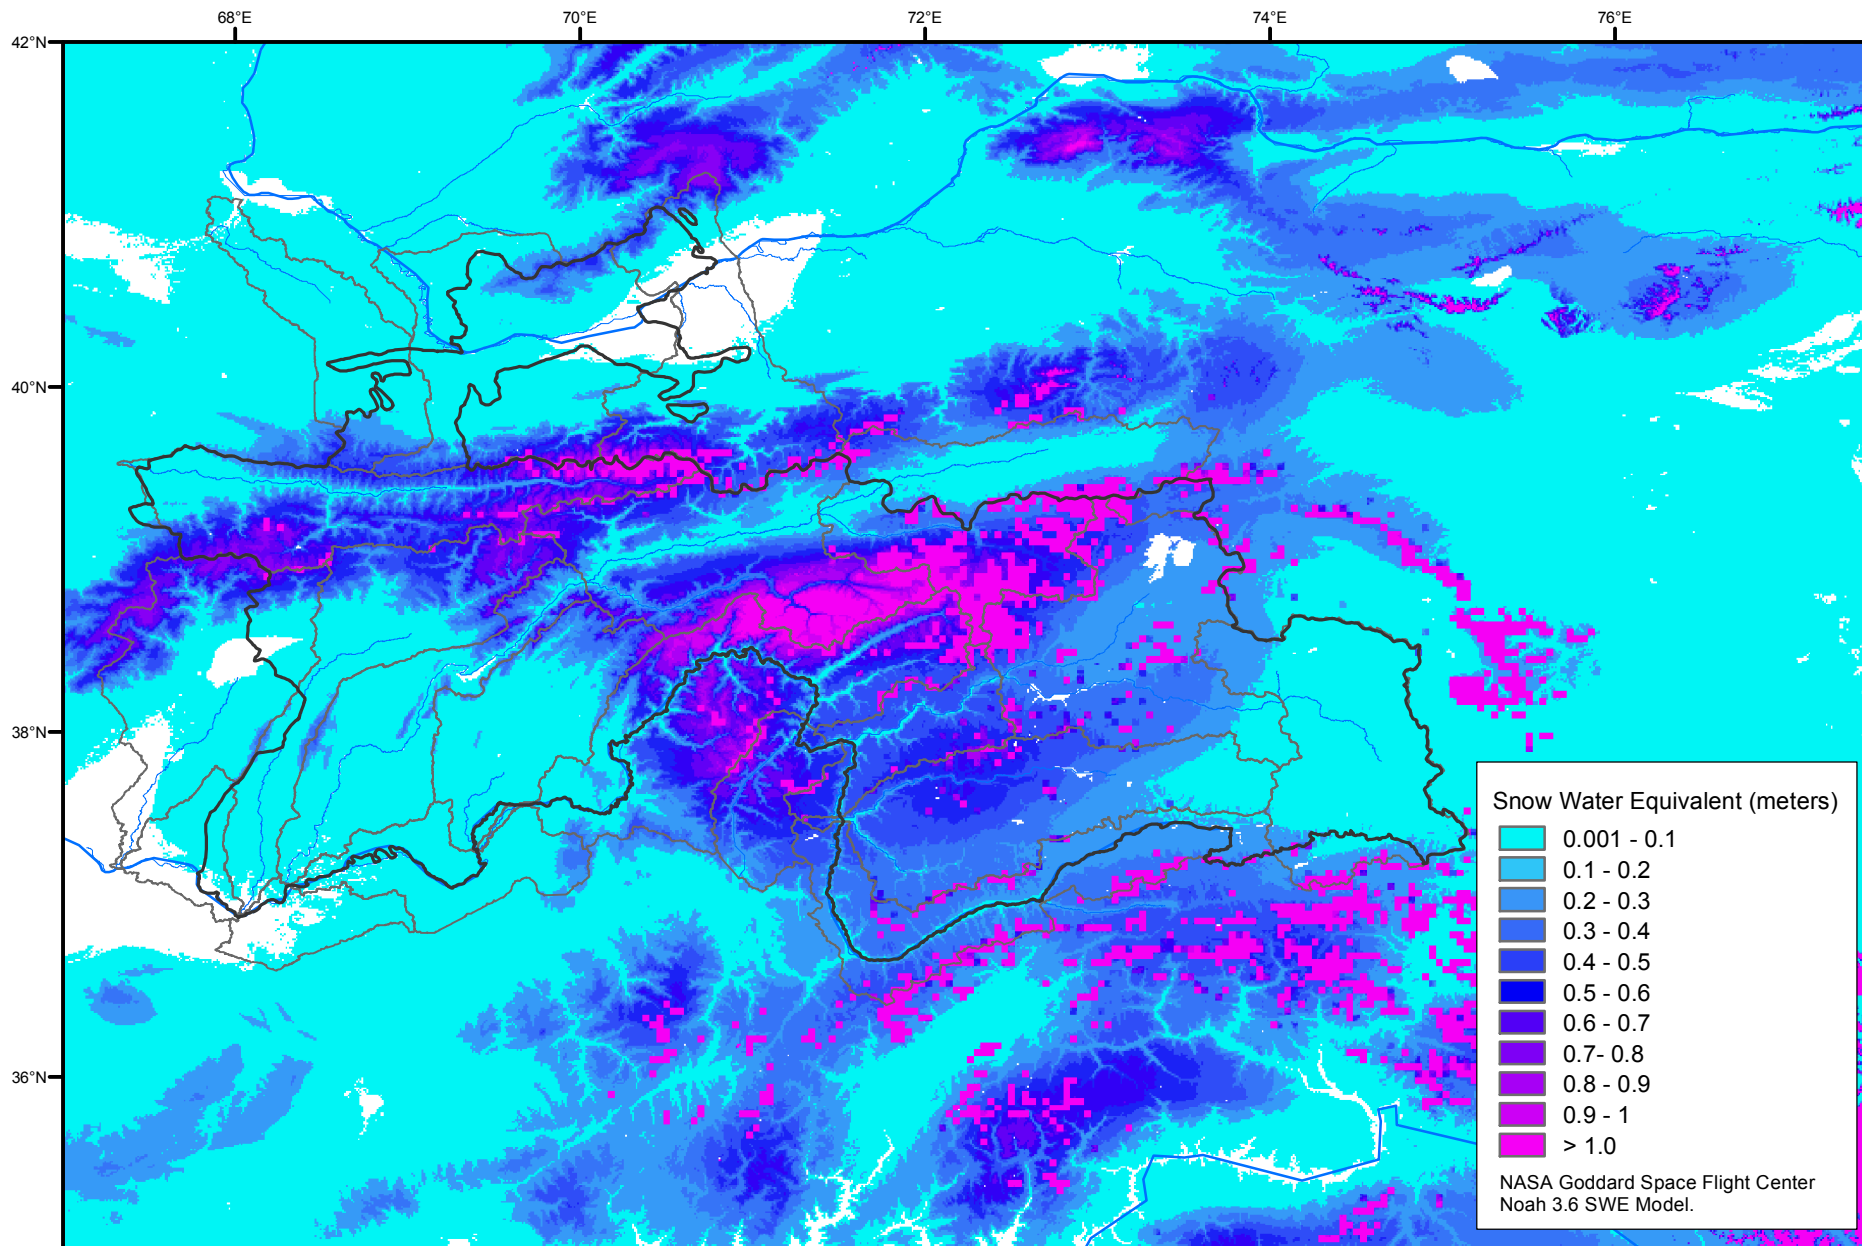 68°E
70°E
72°E
74°E
76°E
42°N
40°N
38°N
36°N
Snow Water Equivalent (meters)
0.001 - 0.1
0.1 - 0.2
0.2 - 0.3
0.3 - 0.4
0.4 - 0.5
0.5 - 0.6
0.6 - 0.7
0.7- 0.8
0.8 - 0.9
0.9 - 1
> 1.0
NASA Goddard Space Flight Center
Noah 3.6 SWE Model.